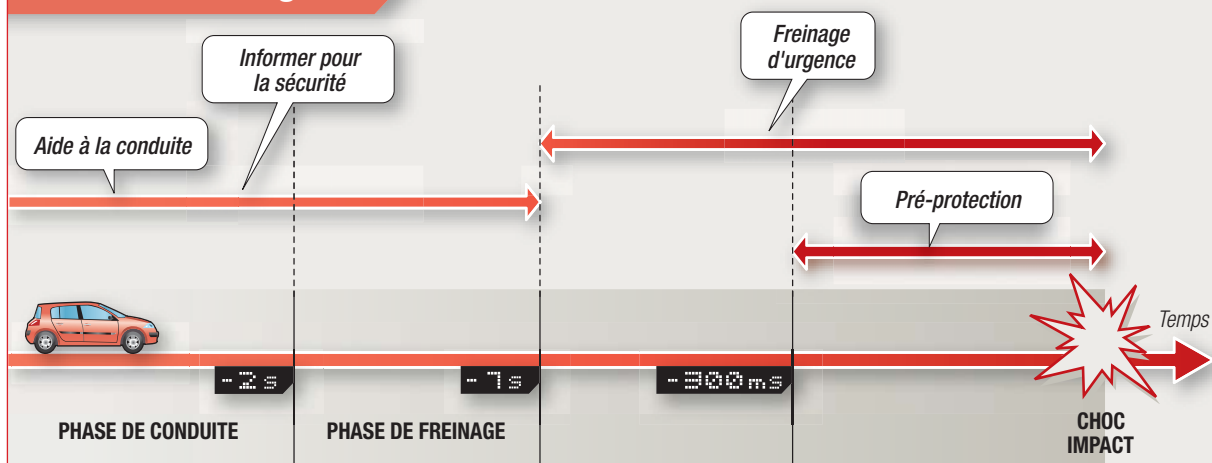 Informer pour
la sécurité
Freinage
d'urgence
Aide à la conduite
Pré-protection
Temps
-2s
-1s
-300ms
PHASE DE CONDUITE
PHASE DE FREINAGE
CHOC
IMPACT